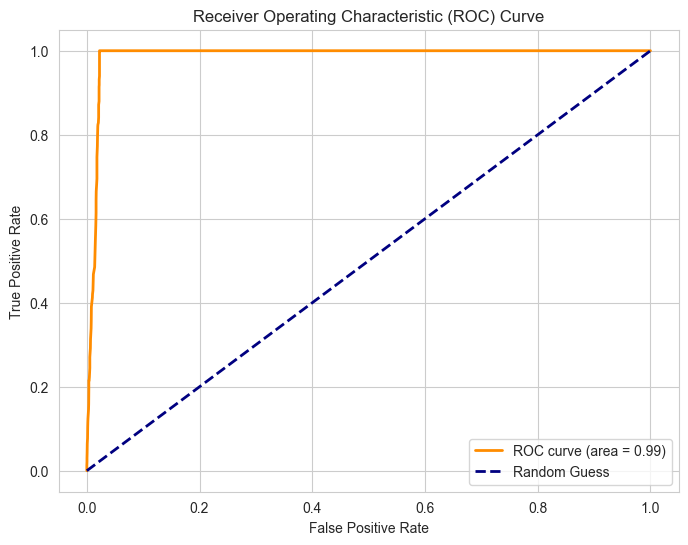 Receiver Operating Characteristic (ROC) Curve
True Positive Rate
1.0
0.8
0.6
0.4
0.2
0.0
0.0 0.2 0.4 0.6 0.8 1.0
False Positive Rate
ROC curve (area = 0.99)
Random Guess